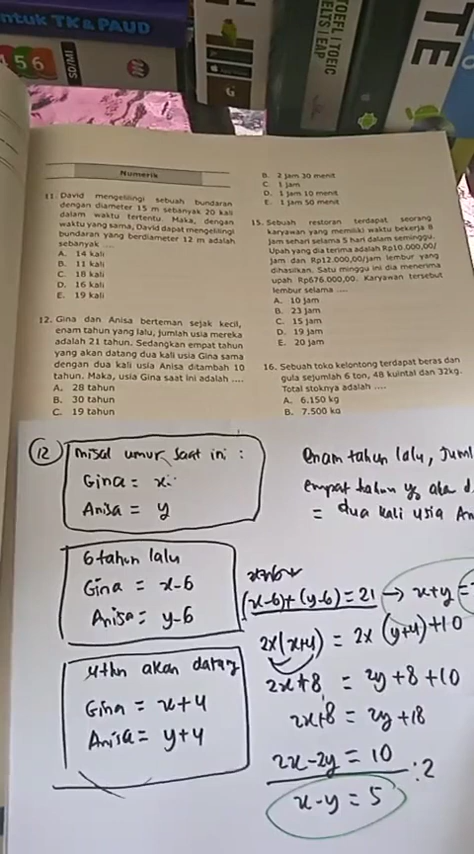 ntuk TK & PAUD
4 5 6
SD/MI
TOEFL | TOEIC
IELTS | EAP
TE
Numerik
11. David mengelilingi sebuah bundaran
dengan diameter 15 m sebanyak 20 kali
dalam waktu tertentu. Maka, dengan
waktu yang sama, David dapat mengelilingi
bundaran yang berdiameter 12 m adalah
sebanyak ....
A. 14 kali
B. 11 kali
C. 18 kali
D. 16 kali
E. 19 kali
12. Gina dan Anisa berteman sejak kecil,
enam tahun yang lalu, jumlah usia mereka
adalah 21 tahun. Sedangkan empat tahun
yang akan datang dua kali usia Gina sama
dengan dua kali usia Anisa ditambah 10
tahun. Maka, usia Gina saat ini adalah ....
A. 28 tahun
B. 30 tahun
C. 19 tahun
B. 2 jam 30 menit
C. 1 jam
D. 1 jam 10 menit
E. 1 jam 50 menit
15. Sebuah restoran terdapat seorang
karyawan yang memiliki waktu bekerja 8
jam sehari selama 5 hari dalam seminggu.
Upah yang dia terima adalah Rp10.000,00/
jam dan Rp12.000,00/jam lembur yang
dihasilkan. Satu minggu ini dia menerima
upah Rp676.000,00. Karyawan tersebut
lembur selama ....
A. 10 jam
B. 23 jam
C. 15 jam
D. 19 jam
E. 20 jam
16. Sebuah toko kelontong terdapat beras dan
gula sejumlah 6 ton, 48 kuintal dan 32kg.
Total stoknya adalah ....
A. 6.150 kg
B. 7.500 kg
12 misal umur saat ini :
Gina = x
Anisa = y
6 tahun lalu
Gina = x-6
Anisa = y-6
4 thn akan datang
Gina = x+4
Anisa = y+4
enam tahun lalu, Juml
empat tahun yg aka d
= dua kali usia An
(x-6)+(y-6)=21 → x+y =
2x(x+4) = 2x (y+4)+10
2x+8 = 2y+8+10
2x+8 = 2y+18
2x-2y = 10
:2
x-y = 5